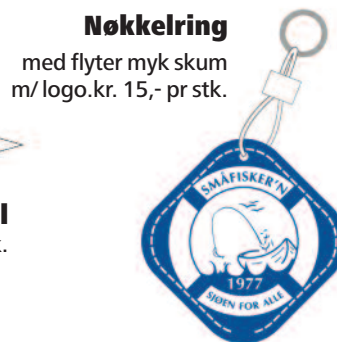 Nøkkelring
med flyter myk skum
m/ logo.kr. 15,- pr stk.
SMÅFISKER'N
1977
SJØEN FOR ALLE